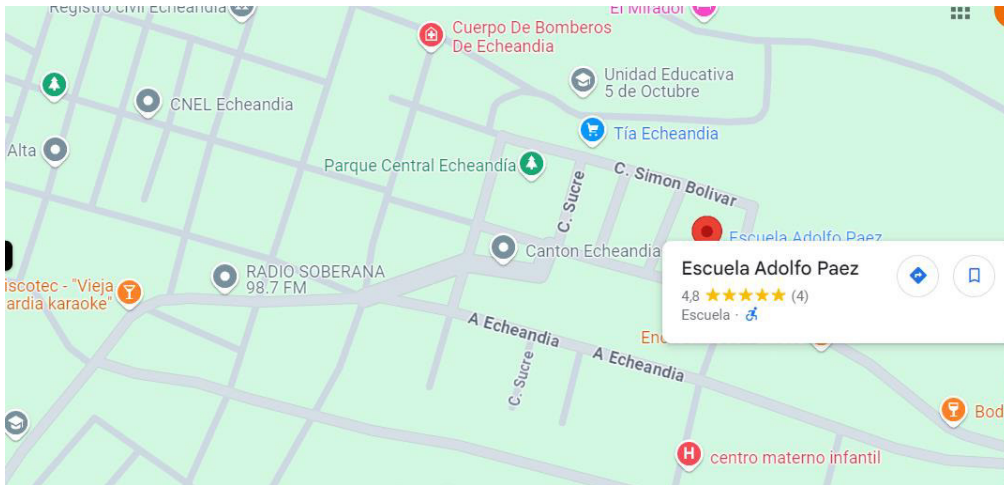 Registro civil Echeandia
El Mirador
Cuerpo De Bomberos
De Echeandia
Unidad Educativa
5 de Octubre
CNEL Echeandia
Tía Echeandia
Alta
Parque Central Echeandía
C. Simon Bolivar
C. Sucre
Escuela Adolfo Paez
Canton Echeandia
RADIO SOBERANA
98.7 FM
iscotec - "Vieja
ardia karaoke"
Escuela Adolfo Paez
4,8 (4)
Escuela ·
A Echeandia
A Echeandia
C. Sucre
H
centro materno infantil